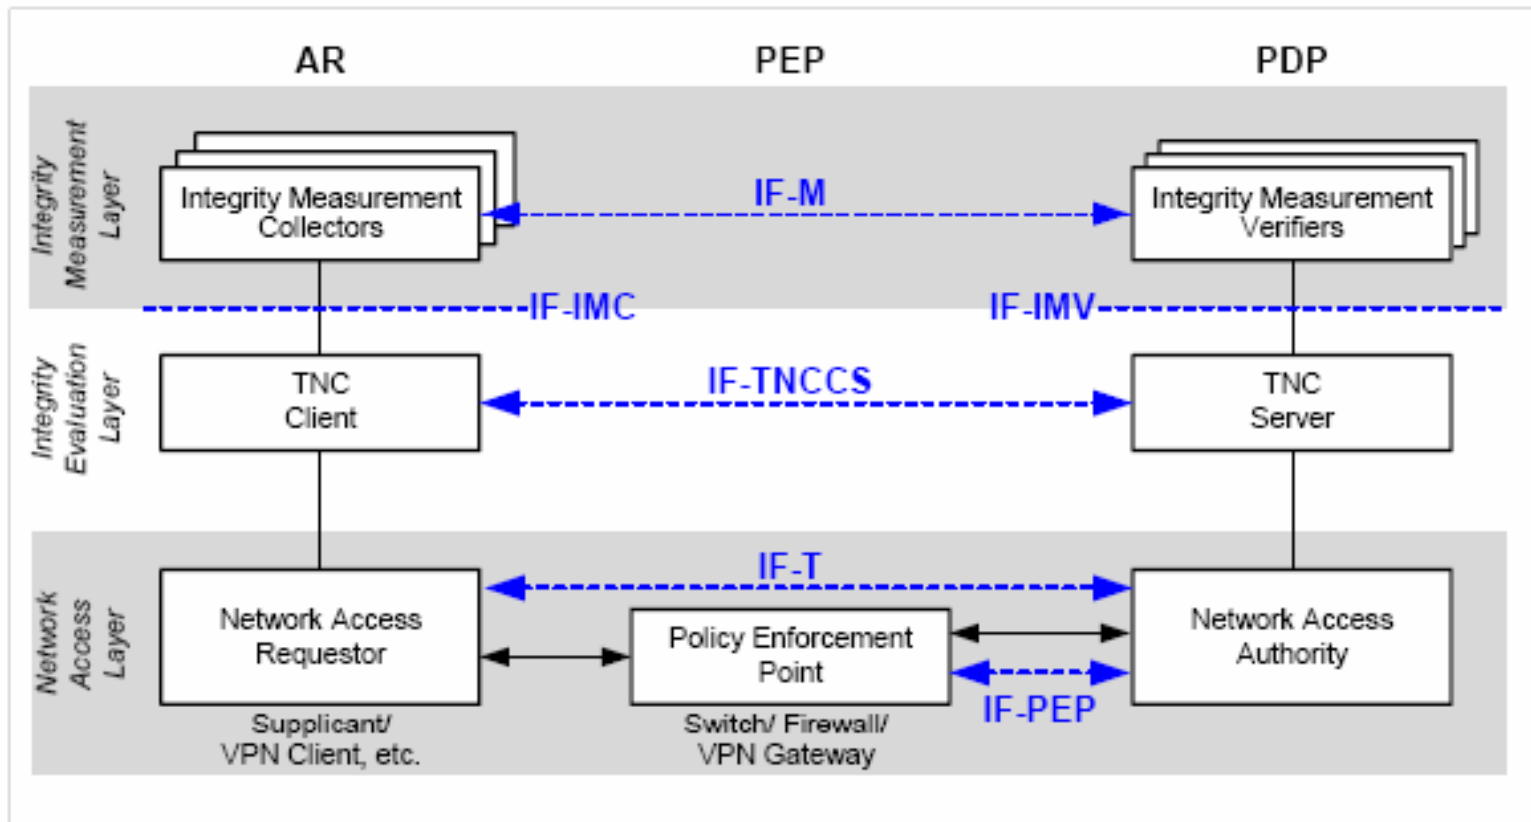 AR
PEP
PDP
Integrity
Measurement
Layer
Integrity Measurement
Collectors
IF-M
Integrity Measurement
Verifiers
IF-IMC
IF-IMV
Integrity
Evaluation
Layer
TNC
Client
IF-TNCCS
TNC
Server
Network
Access
Layer
IF-T
Network Access
Requestor
Policy Enforcement
Point
Network Access
Authority
IF-PEP
Supplicant/
VPN Client, etc.
Switch/ Firewall/
VPN Gateway